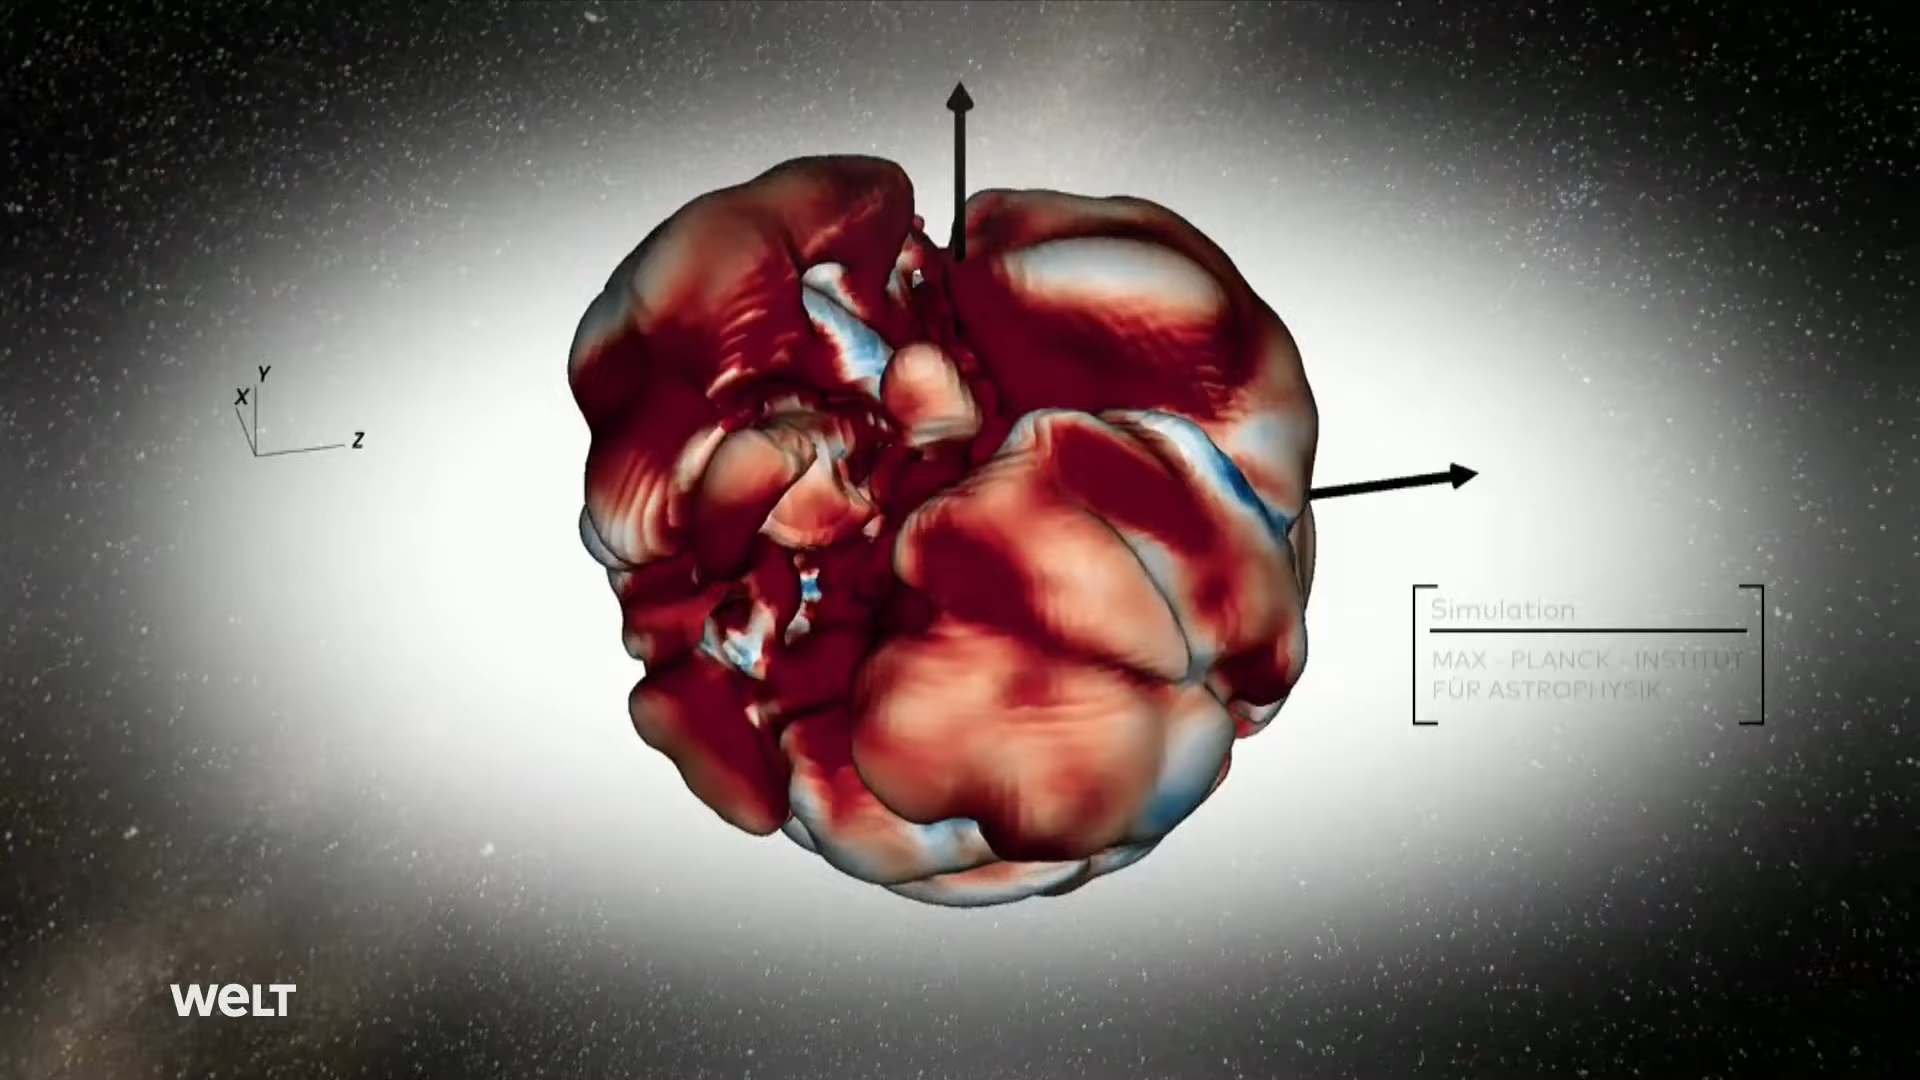 Y
X
Z
Simulation
MAX - PLANCK - INSTITUT
FÜR ASTROPHYSIK
WELT